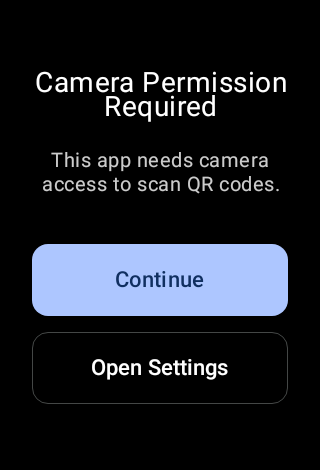 Camera Permission
Required
This app needs camera
access to scan QR codes.
Continue
Open Settings